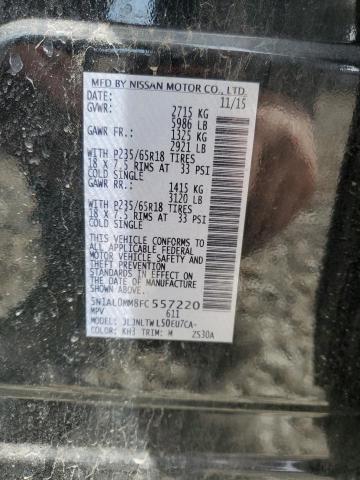 MFD BY NISSAN MOTOR CO., LTD.
DATE: 11/15
GVWR: 2715 KG
5986 LB
GAWR FR: 1325 KG
2921 LB
WITH P235/65R18 TIRES
18 X 7.5 RIMS AT 33 PSI
COLD SINGLE
GAWR RR: 1415 KG
3120 LB
WITH P235/65R18 TIRES
18 X 7.5 RIMS AT 33 PSI
COLD SINGLE
THIS VEHICLE CONFORMS TO
ALL APPLICABLE FEDERAL
MOTOR VEHICLE SAFETY AND
THEFT PREVENTION
STANDARDS IN EFFECT ON
THE DATE OF MANUFACTURE
SHOWN ABOVE.
5N1AL0MM8FC557220
MPV 611
MODEL: JLJNLTWL50EU7CA-
COLOR: KH3 TRIM: M ZS30A